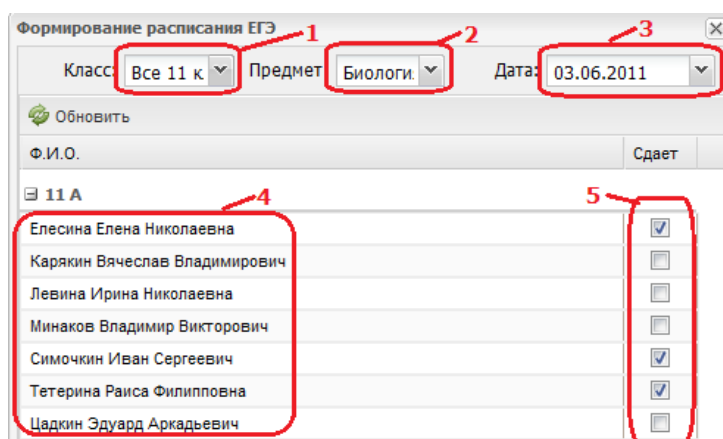 Формирование расписания ЕГЭ
1 2 3
Класс: Все 11 к. Предмет Биологи. Дата: 03.06.2011
Обновить
Ф.И.О. Сдает
11 А
4 5
Елесина Елена Николаевна
Карякин Вячеслав Владимирович
Левина Ирина Николаевна
Минаков Владимир Викторович
Симочкин Иван Сергеевич
Тетерина Раиса Филипповна
Цадкин Эдуард Аркадьевич